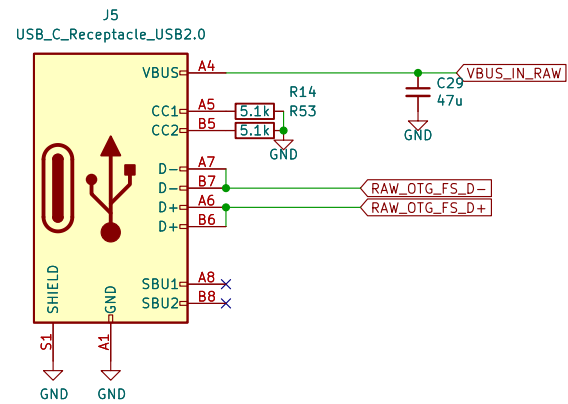 J5
USB_C_Receptacle_USB2.0
VBUS A4
VBUS_IN_RAW
C29
47u
GND
CC1 A5 5.1k R14
CC2 B5 5.1k R53
GND
D- A7
D- B7 RAW_OTG_FS_D-
D+ A6 RAW_OTG_FS_D+
D+ B6
SBU1 A8
SBU2 B8
SHIELD
GND
S1
A1
GND
GND